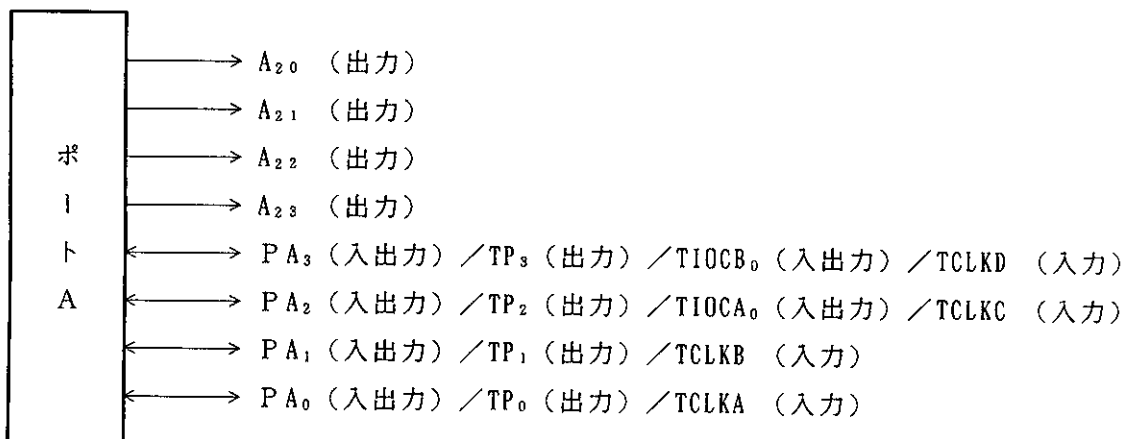 A₂₀ (出力)
A₂₁ (出力)
A₂₂ (出力)
A₂₃ (出力)
ポートA
PA₃ (入出力) /TP₃ (出力) /TIOCB₀ (入出力) /TCLKD (入力)
PA₂ (入出力) /TP₂ (出力) /TIOCA₀ (入出力) /TCLKC (入力)
PA₁ (入出力) /TP₁ (出力) /TCLKB (入力)
PA₀ (入出力) /TP₀ (出力) /TCLKA (入力)